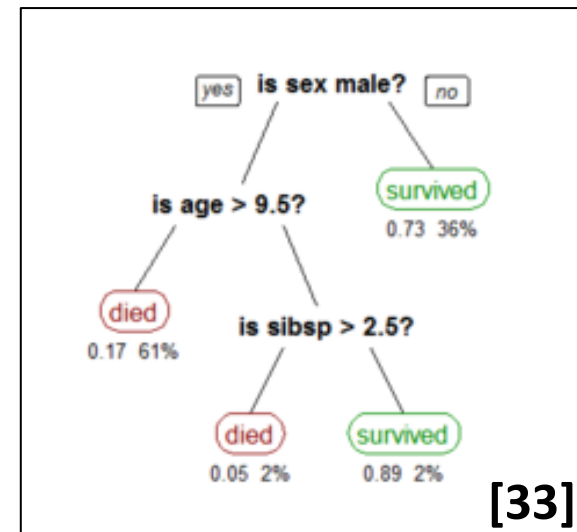 yes is sex male? no
survived
0.73 36%
is age > 9.5?
died
0.17 61%
is sibsp > 2.5?
died survived
0.05 2% 0.89 2%
[33]